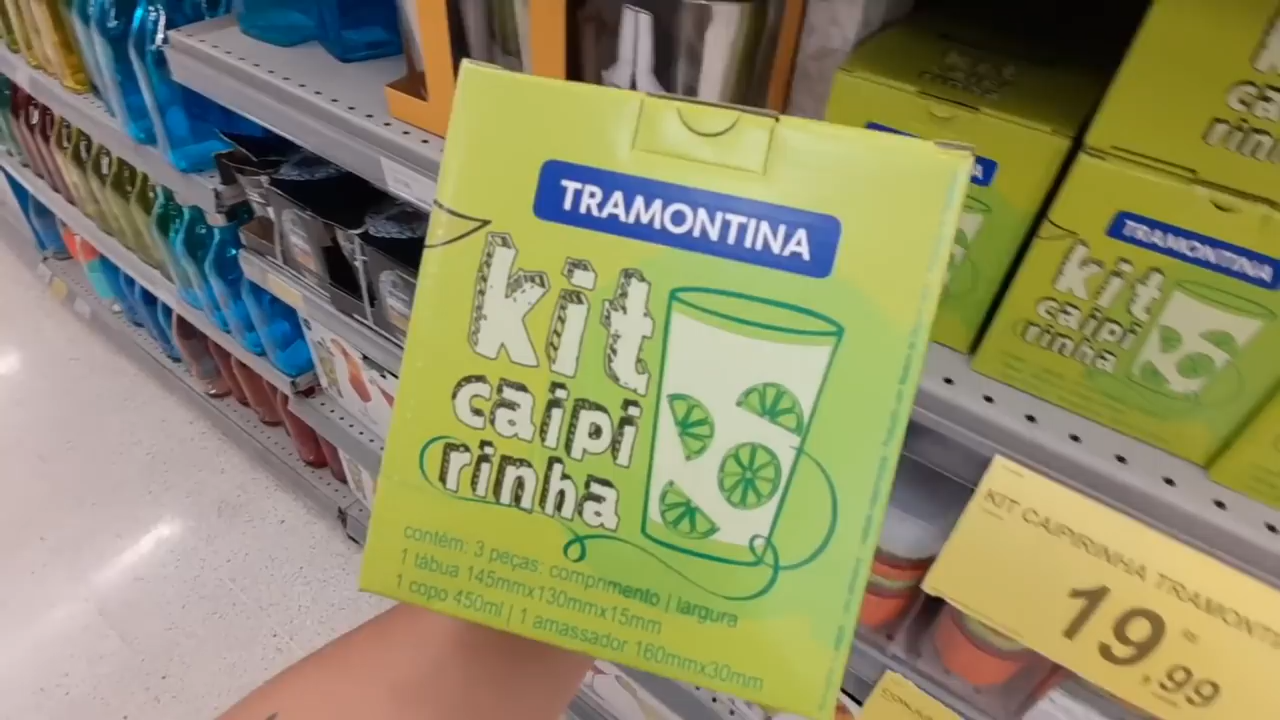 TRAMONTINA
kit
caipi
rinha
contém: 3 peças: comprimento | largura
1 tábua 145mmx130mmx15mm
1 copo 450ml | 1 amassador 160mmx30mm
TRAMONTINA
kit
caipi
rinha
KIT CAIPIRINHA TRAMONT
19,99